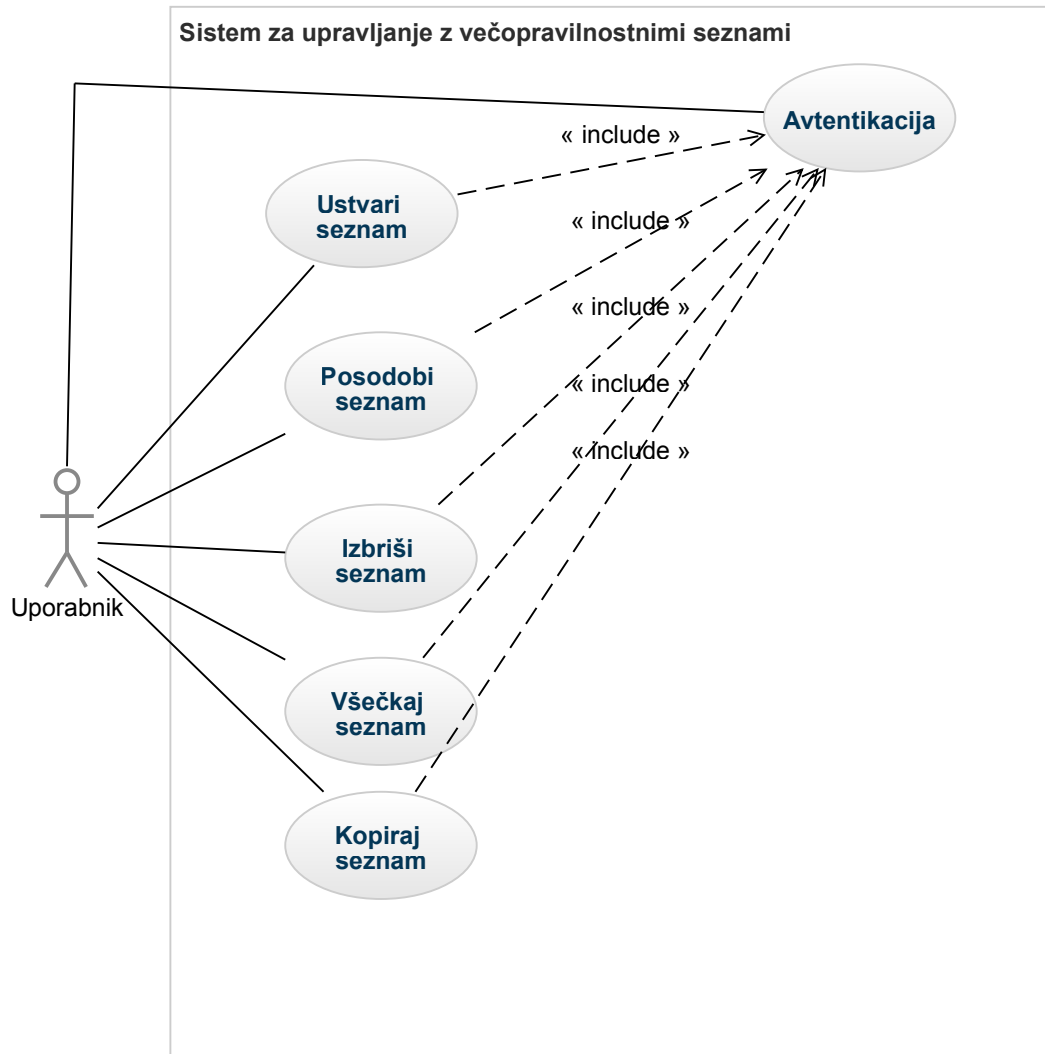 Sistem za upravljanje z večopravilnostnimi seznami
Avtentikacija
« include »
Ustvari
seznam
« include »
« include »
Posodobi
seznam
« include »
« include »
Izbriši
seznam
Uporabnik
Všečkaj
seznam
Kopiraj
seznam